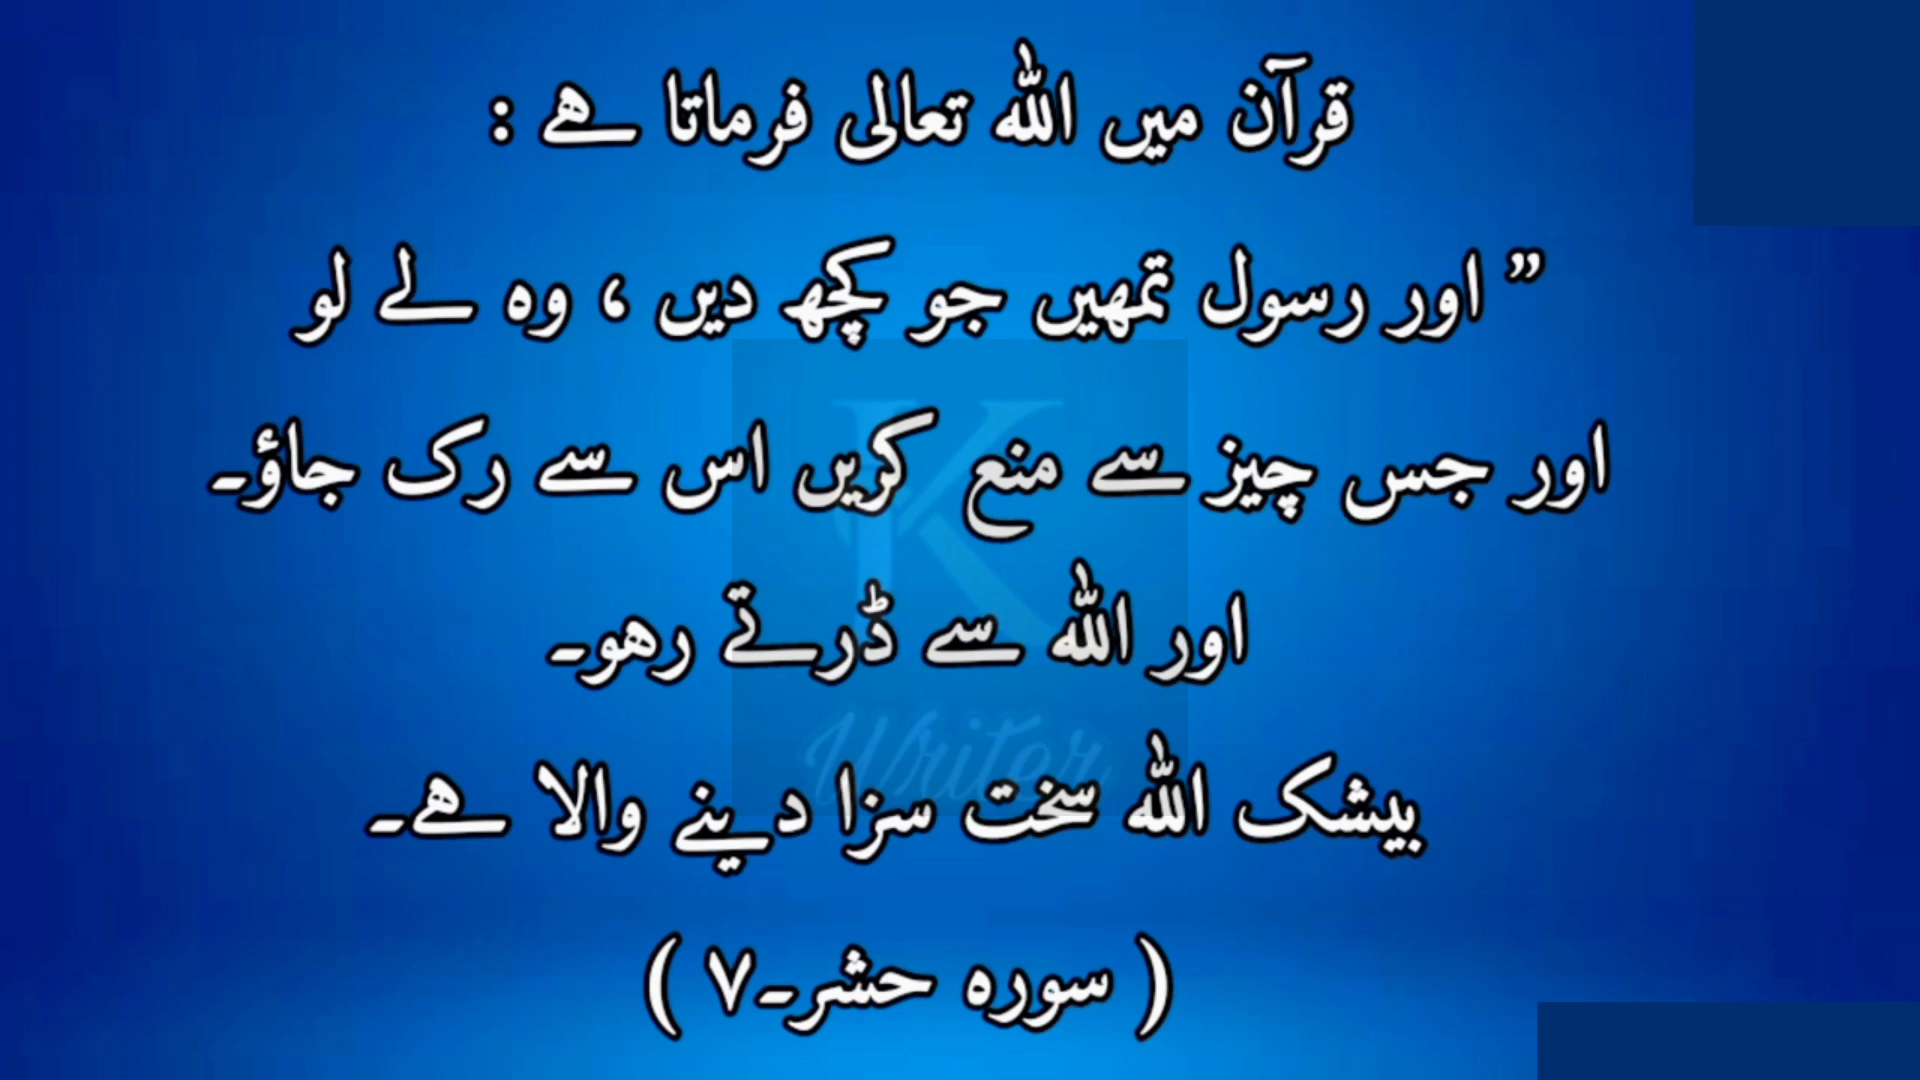 قرآن میں اللہ تعالی فرماتا ہے :
” اور رسول تمھیں جو کچھ دیں ، وہ لے لو
اور جس چیز سے منع کریں اس سے رک جاؤ۔
اور اللہ سے ڈرتے رھو۔
بیشک اللہ سخت سزا دینے والا ہے۔
( سورہ حشر۔۷ )
K
Writer